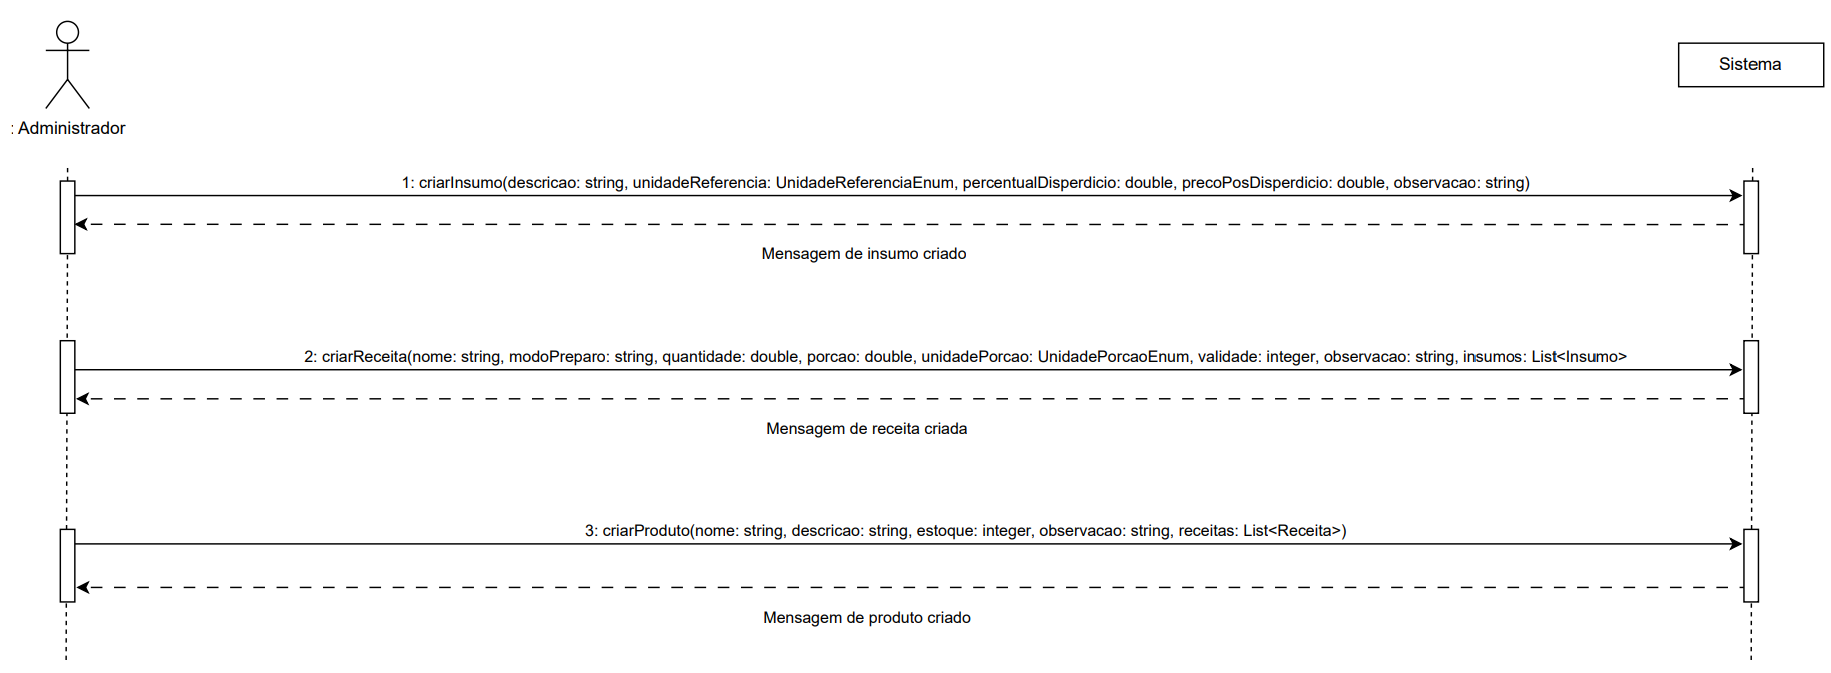 Sistema
: Administrador
1: criarInsumo(descricao: string, unidadeReferencia: UnidadeReferenciaEnum, percentualDisperdicio: double, precoPosDisperdicio: double, observacao: string)
Mensagem de insumo criado
2: criarReceita(nome: string, modoPreparo: string, quantidade: double, porcao: double, unidadePorcao: UnidadePorcaoEnum, validade: integer, observacao: string, insumos: List<Insumo>
Mensagem de receita criada
3: criarProduto(nome: string, descricao: string, estoque: integer, observacao: string, receitas: List<Receita>)
Mensagem de produto criado